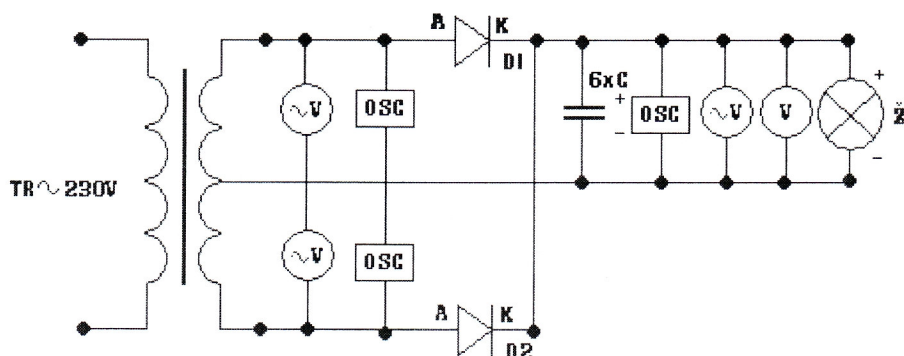 A K
D1
6xC
+
−
OSC
∿V
OSC
∿V
V
+
ž
−
TR∿230V
∿V
OSC
A K
D2